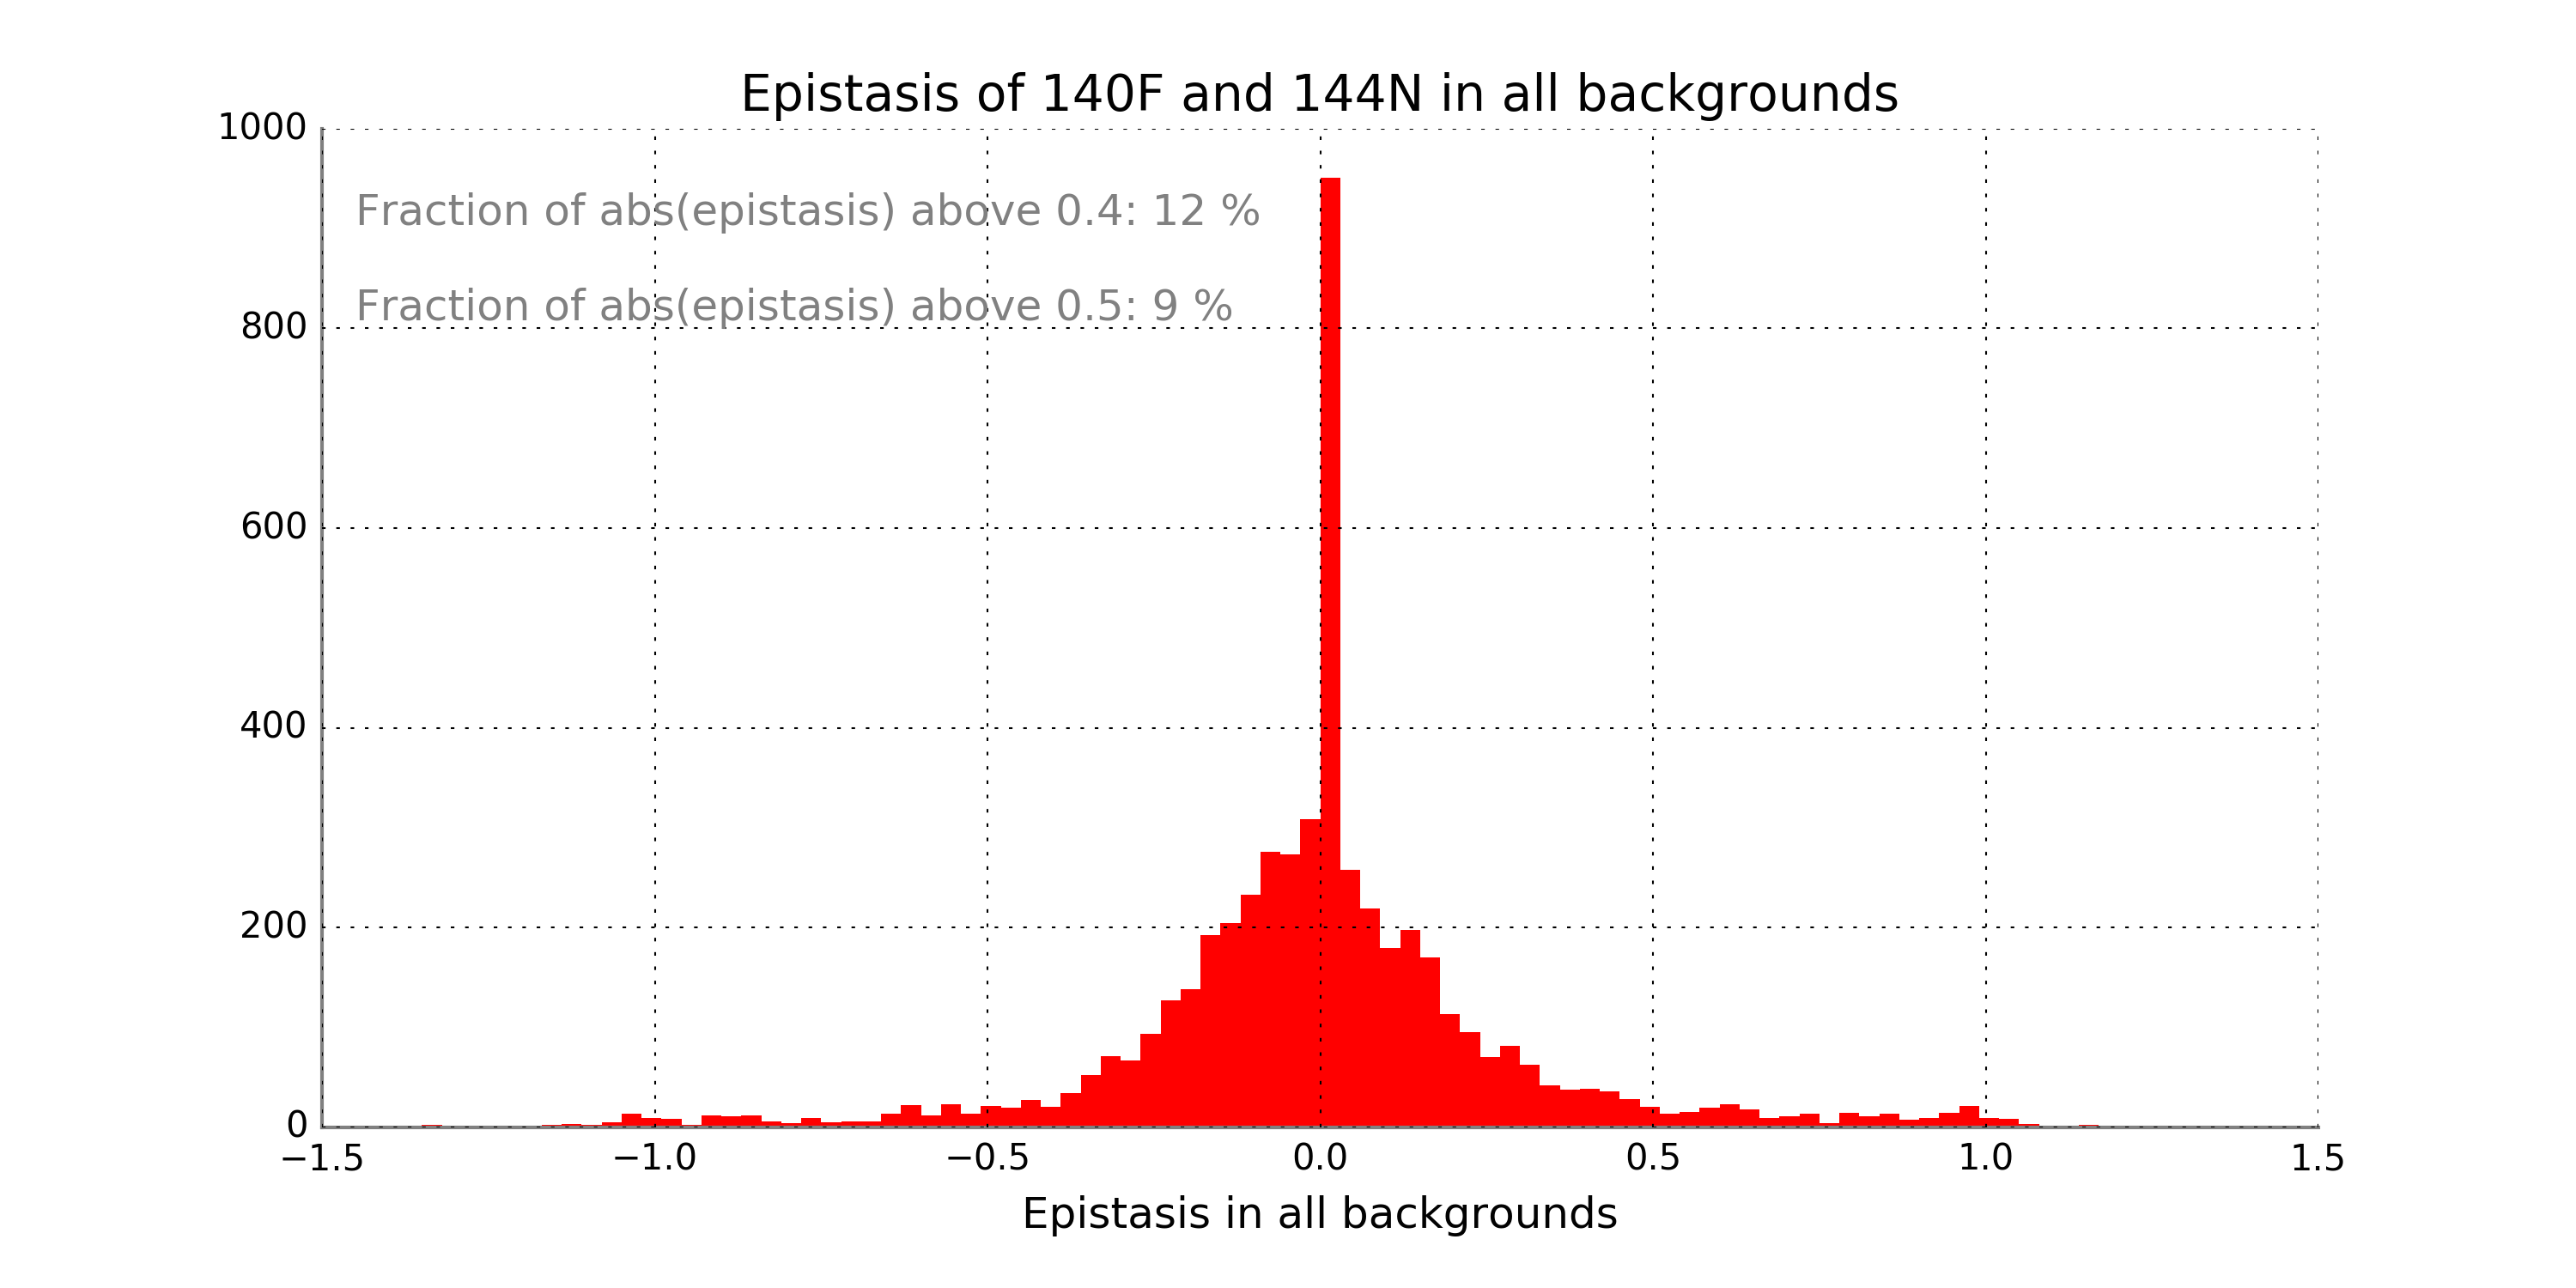 Epistasis of 140F and 144N in all backgrounds
1000
Fraction of abs(epistasis) above 0.4: 12 %
Fraction of abs(epistasis) above 0.5: 9 %
800
600
400
200
0
−1.5 −1.0 −0.5 0.0 0.5 1.0 1.5
Epistasis in all backgrounds